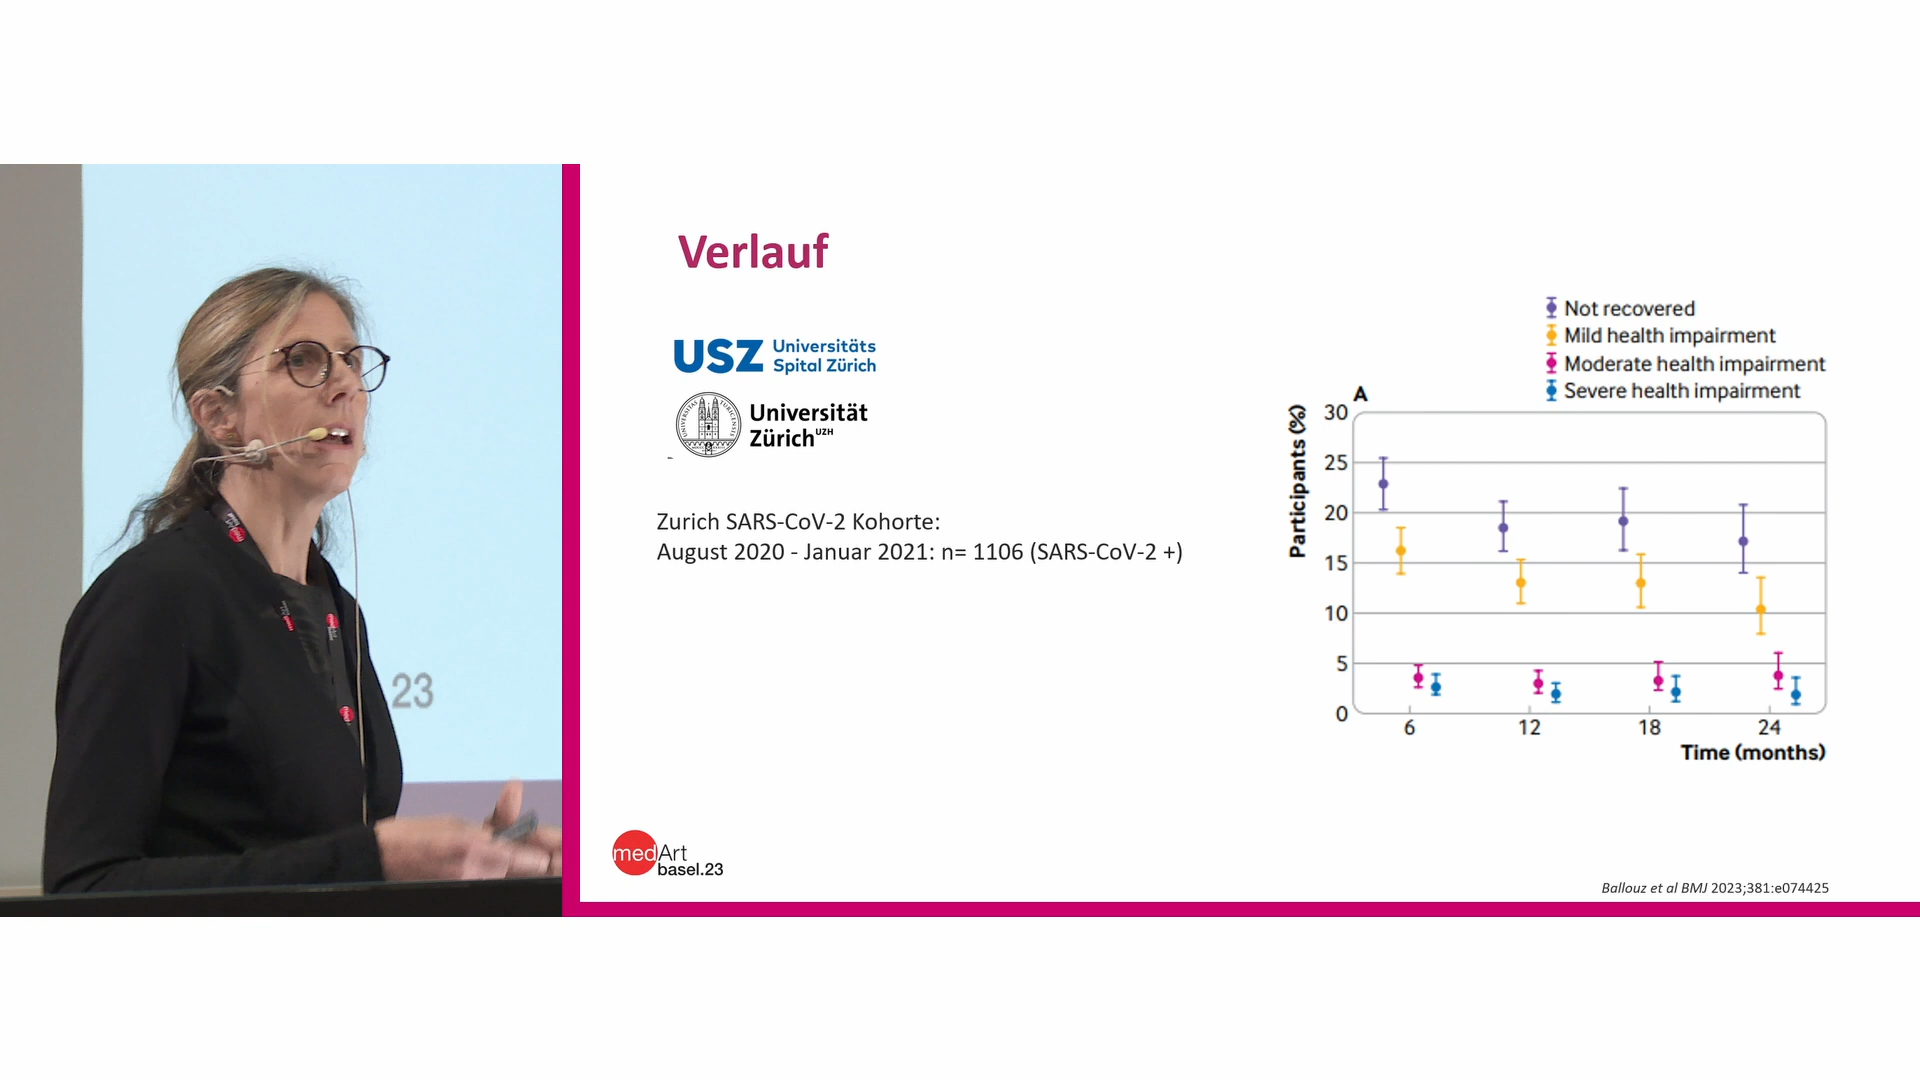 23
Verlauf
USZ Universitäts
Spital Zürich
Universität
Zürich UZH
Zurich SARS-CoV-2 Kohorte:
August 2020 - Januar 2021: n= 1106 (SARS-CoV-2 +)
Not recovered
Mild health impairment
Moderate health impairment
Severe health impairment
A
Participants (%)
30
25
20
15
10
5
0
6 12 18 24
Time (months)
medArt
basel.23
Ballouz et al BMJ 2023;381:e074425